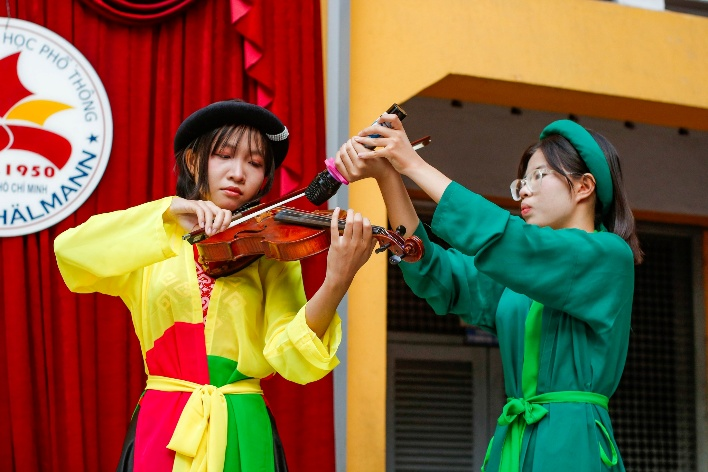 HỌC PHỔ THÔNG
1950
HỒ CHÍ MINH
HÄLMANN